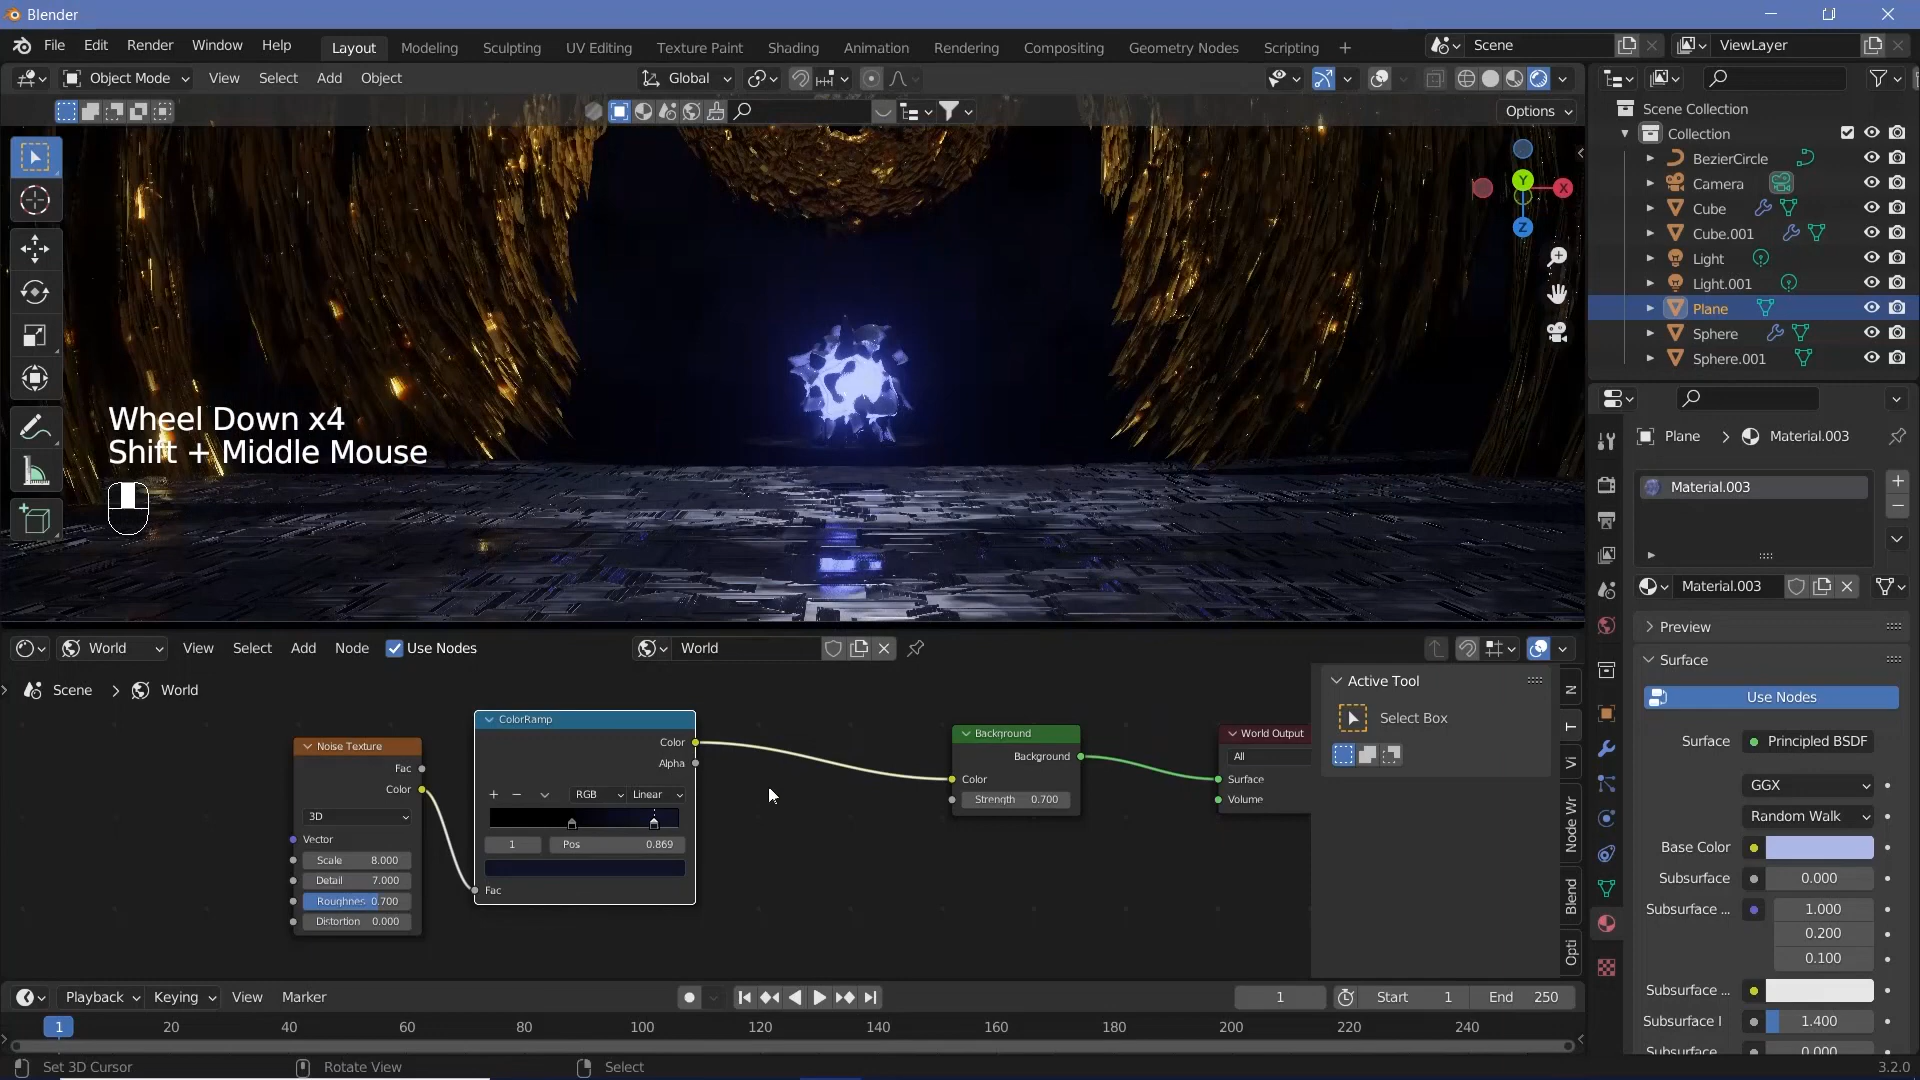 Blender
File Edit Render Window Help
Layout Modeling Sculpting UV Editing Texture Paint Shading Animation Rendering Compositing Geometry Nodes Scripting +
Scene
ViewLayer
Object Mode View Select Add Object
Global
Options
Y
X
Z
Wheel Down x4
Shift + Middle Mouse
Scene Collection
Collection
BezierCircle
Camera
Cube
Cube.001
Light
Light.001
Plane
Sphere
Sphere.001
Plane > Material.003
Material.003
Material.003
Preview
Surface
Use Nodes
Surface Principled BSDF
GGX
Random Walk
Base Color
Subsurface 0.000
Subsurface ... 1.000
0.200
0.100
Subsurface ...
Subsurface I 1.400
0.000
World View Select Add Node Use Nodes
World
Scene > World
Noise Texture
Fac
Color
3D
Vector
Scale 8.000
Detail 7.000
Roughnes 0.700
Distortion 0.000
ColorRamp
Color
Alpha
+ − RGB Linear
1 Pos 0.869
Fac
Background
Background
Color
Strength 0.700
World Output
All
Surface
Volume
Active Tool
Select Box
N
T
Vi
Node Wr
Blend
Opti
Playback Keying View Marker
1 Start 1 End 250
1 20 40 60 80 100 120 140 160 180 200 220 240
Set 3D Cursor Rotate View Select 3.2.0